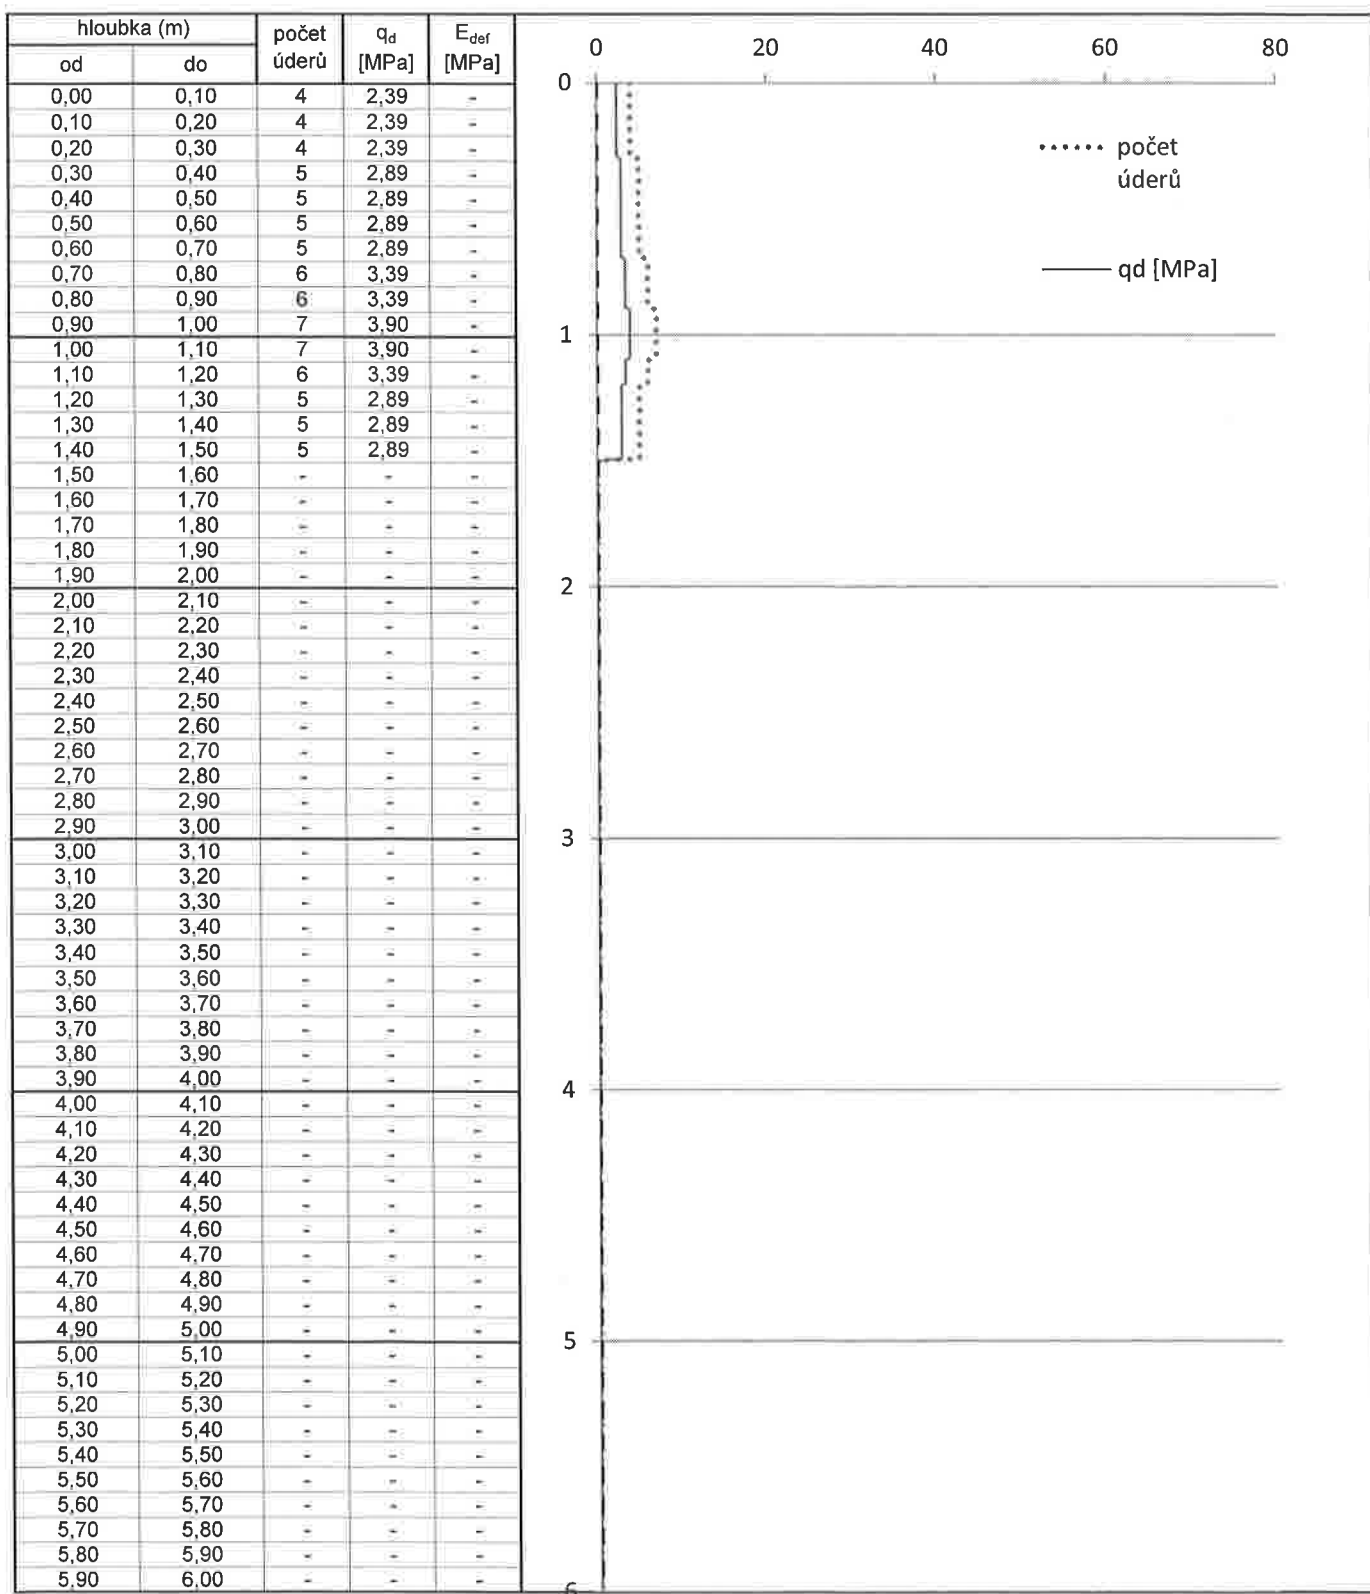 hloubka (m) počet úderů qd [MPa] Edef [MPa]
od do
0,00 0,10 4 2,39 -
0,10 0,20 4 2,39 -
0,20 0,30 4 2,39 -
0,30 0,40 5 2,89 -
0,40 0,50 5 2,89 -
0,50 0,60 5 2,89 -
0,60 0,70 5 2,89 -
0,70 0,80 6 3,39 -
0,80 0,90 6 3,39 -
0,90 1,00 7 3,90 -
1,00 1,10 7 3,90 -
1,10 1,20 6 3,39 -
1,20 1,30 5 2,89 -
1,30 1,40 5 2,89 -
1,40 1,50 5 2,89 -
1,50 1,60 - - -
1,60 1,70 - - -
1,70 1,80 - - -
1,80 1,90 - - -
1,90 2,00 - - -
2,00 2,10 - - -
2,10 2,20 - - -
2,20 2,30 - - -
2,30 2,40 - - -
2,40 2,50 - - -
2,50 2,60 - - -
2,60 2,70 - - -
2,70 2,80 - - -
2,80 2,90 - - -
2,90 3,00 - - -
3,00 3,10 - - -
3,10 3,20 - - -
3,20 3,30 - - -
3,30 3,40 - - -
3,40 3,50 - - -
3,50 3,60 - - -
3,60 3,70 - - -
3,70 3,80 - - -
3,80 3,90 - - -
3,90 4,00 - - -
4,00 4,10 - - -
4,10 4,20 - - -
4,20 4,30 - - -
4,30 4,40 - - -
4,40 4,50 - - -
4,50 4,60 - - -
4,60 4,70 - - -
4,70 4,80 - - -
4,80 4,90 - - -
4,90 5,00 - - -
5,00 5,10 - - -
5,10 5,20 - - -
5,20 5,30 - - -
5,30 5,40 - - -
5,40 5,50 - - -
5,50 5,60 - - -
5,60 5,70 - - -
5,70 5,80 - - -
5,80 5,90 - - -
5,90 6,00 - - -
0 20 40 60 80
0
1
2
3
4
5
6
počet
úderů
qd [MPa]